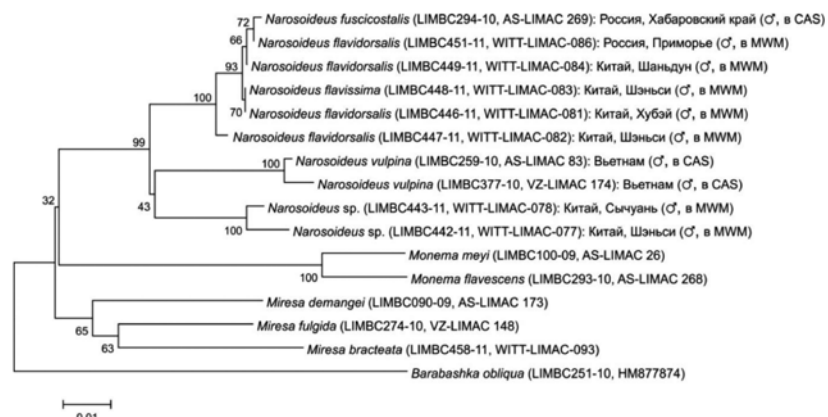 72
Narosoideus fuscicostalis (LIMBC294-10, AS-LIMAC 269): Россия, Хабаровский край (♂, в CAS)
66
Narosoideus flavidorsalis (LIMBC451-11, WITT-LIMAC-086): Россия, Приморье (♂, в MWM)
93
Narosoideus flavidorsalis (LIMBC449-11, WITT-LIMAC-084): Китай, Шаньдун (♂, в MWM)
100
Narosoideus flavissima (LIMBC448-11, WITT-LIMAC-083): Китай, Шэньси (♂, в MWM)
70
Narosoideus flavidorsalis (LIMBC446-11, WITT-LIMAC-081): Китай, Хубэй (♂, в MWM)
Narosoideus flavidorsalis (LIMBC447-11, WITT-LIMAC-082): Китай, Шэньси (♂, в MWM)
99
100
Narosoideus vulpina (LIMBC259-10, AS-LIMAC 83): Вьетнам (♂, в CAS)
Narosoideus vulpina (LIMBC377-10, VZ-LIMAC 174): Вьетнам (♂, в CAS)
32
43
Narosoideus sp. (LIMBC443-11, WITT-LIMAC-078): Китай, Сычуань (♂, в MWM)
100
Narosoideus sp. (LIMBC442-11, WITT-LIMAC-077): Китай, Шэньси (♂, в MWM)
Monema meyi (LIMBC100-09, AS-LIMAC 26)
100
Monema flavescens (LIMBC293-10, AS-LIMAC 268)
Miresa demangei (LIMBC090-09, AS-LIMAC 173)
65
Miresa fulgida (LIMBC274-10, VZ-LIMAC 148)
63
Miresa bracteata (LIMBC458-11, WITT-LIMAC-093)
Barabashka obliqua (LIMBC251-10, HM877874)
0.01